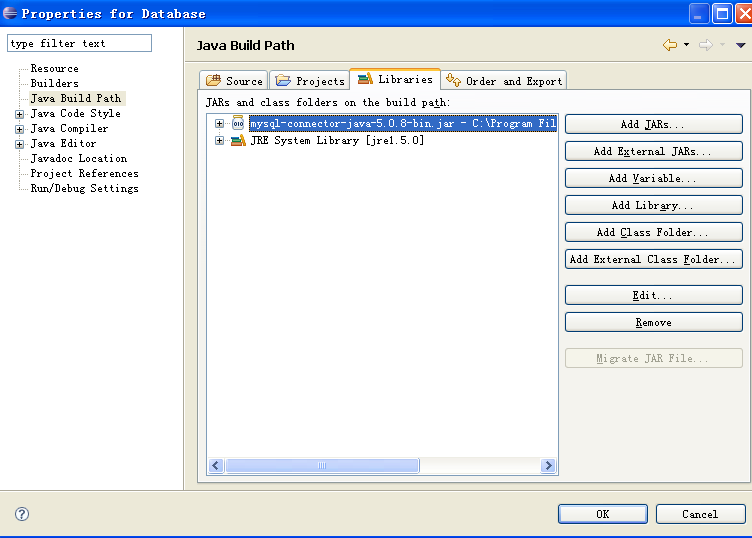 Properties for Database
type filter text
Resource
Builders
Java Build Path
Java Code Style
Java Compiler
Java Editor
Javadoc Location
Project References
Run/Debug Settings
Java Build Path
Source Projects Libraries Order and Export
JARs and class folders on the build path:
mysql-connector-java-5.0.8-bin.jar - C:\Program Fil
JRE System Library [jre1.5.0]
Add JARs...
Add External JARs...
Add Variable...
Add Library...
Add Class Folder...
Add External Class Folder...
Edit...
Remove
Migrate JAR File...
OK Cancel